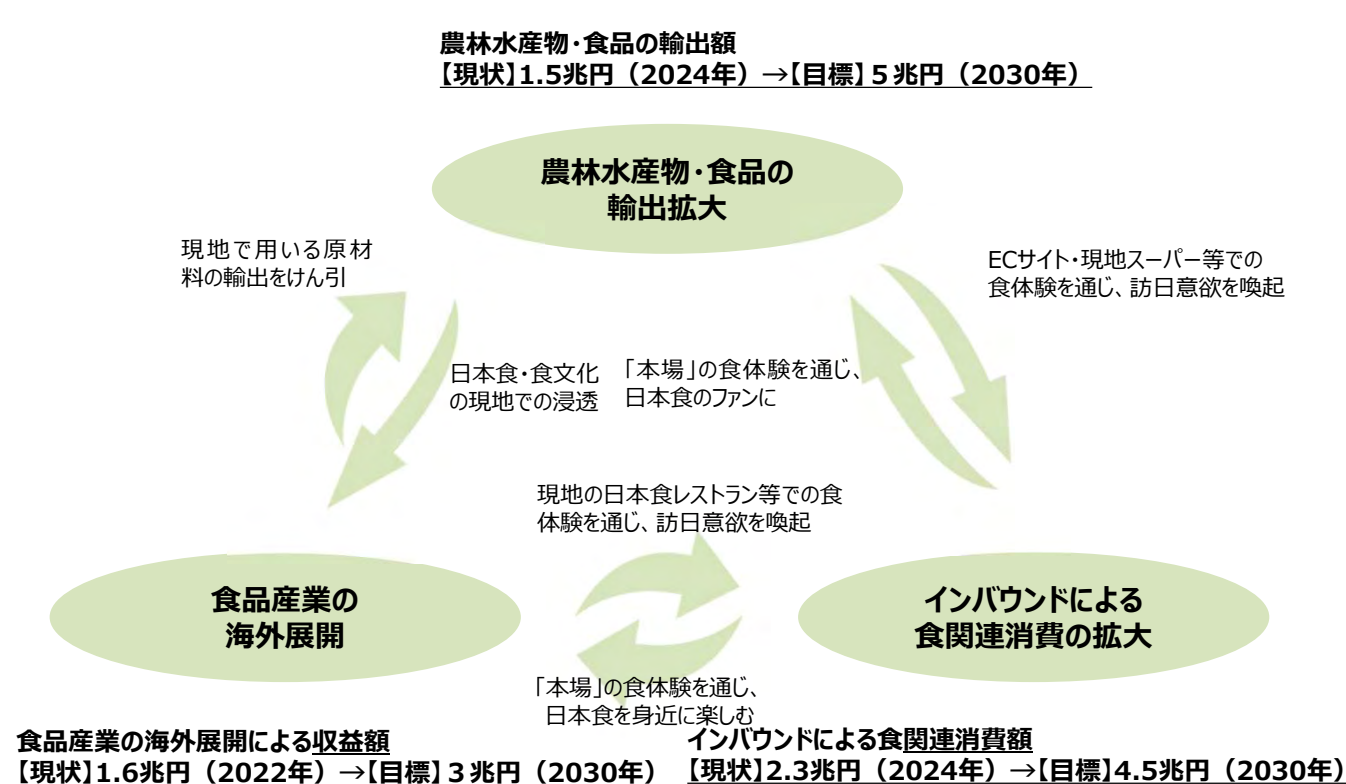 農林水産物・食品の輸出額
【現状】1.5兆円（2024年）→【目標】５兆円（2030年）
農林水産物・食品の
輸出拡大
現地で用いる原材
料の輸出をけん引
ECサイト・現地スーパー等での
食体験を通じ、訪日意欲を喚起
日本食・食文化
の現地での浸透
「本場」の食体験を通じ、
日本食のファンに
現地の日本食レストラン等での食
体験を通じ、訪日意欲を喚起
食品産業の
海外展開
インバウンドによる
食関連消費の拡大
「本場」の食体験を通じ、
日本食を身近に楽しむ
食品産業の海外展開による収益額
【現状】1.6兆円（2022年）→【目標】３兆円（2030年）
インバウンドによる食関連消費額
【現状】2.3兆円（2024年）→【目標】4.5兆円（2030年）